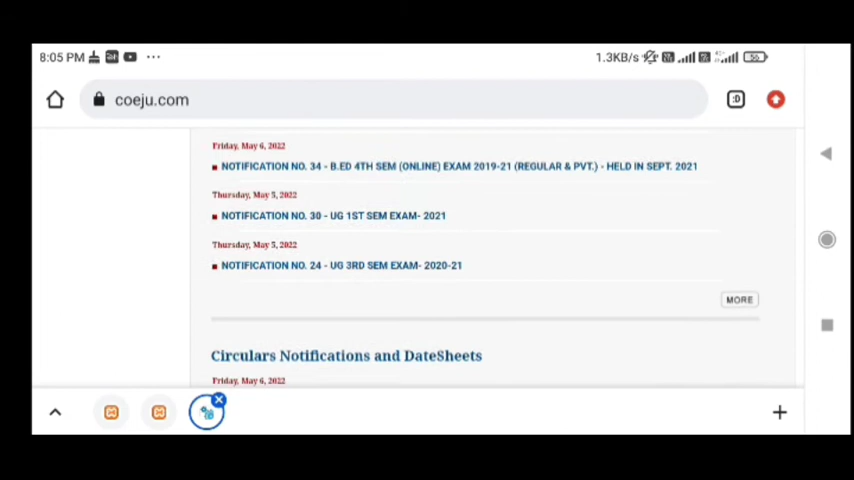 8:05 PM
1.3KB/s
56
coeju.com
:D
Friday, May 6, 2022
NOTIFICATION NO. 34 - B.ED 4TH SEM (ONLINE) EXAM 2019-21 (REGULAR & PVT.) - HELD IN SEPT. 2021
Thursday, May 5, 2022
NOTIFICATION NO. 30 - UG 1ST SEM EXAM- 2021
Thursday, May 5, 2022
NOTIFICATION NO. 24 - UG 3RD SEM EXAM- 2020-21
MORE
Circulars Notifications and DateSheets
Friday, May 6, 2022